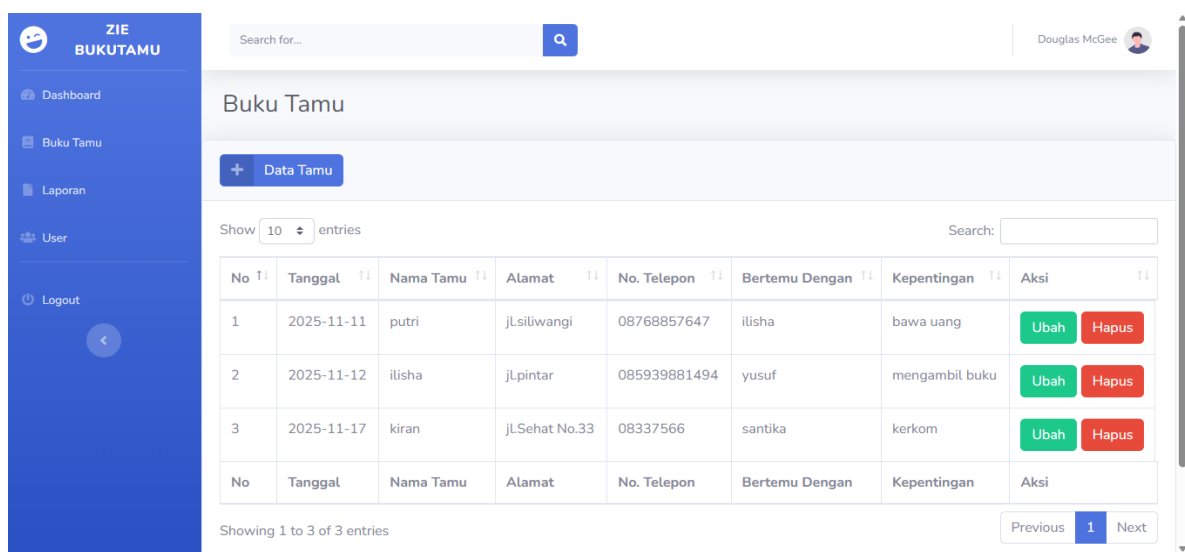 ZIE
BUKUTAMU
Search for...
Douglas McGee
Dashboard
Buku Tamu
Laporan
User
Logout
Buku Tamu
+ Data Tamu
Show 10 entries
Search:
No Tanggal Nama Tamu Alamat No. Telepon Bertemu Dengan Kepentingan Aksi
1 2025-11-11 putri jl.siliwangi 08768857647 ilisha bawa uang Ubah Hapus
2 2025-11-12 ilisha jl.pintar 085939881494 yusuf mengambil buku Ubah Hapus
3 2025-11-17 kiran jl.Sehat No.33 08337566 santika kerkom Ubah Hapus
No Tanggal Nama Tamu Alamat No. Telepon Bertemu Dengan Kepentingan Aksi
Showing 1 to 3 of 3 entries
Previous 1 Next